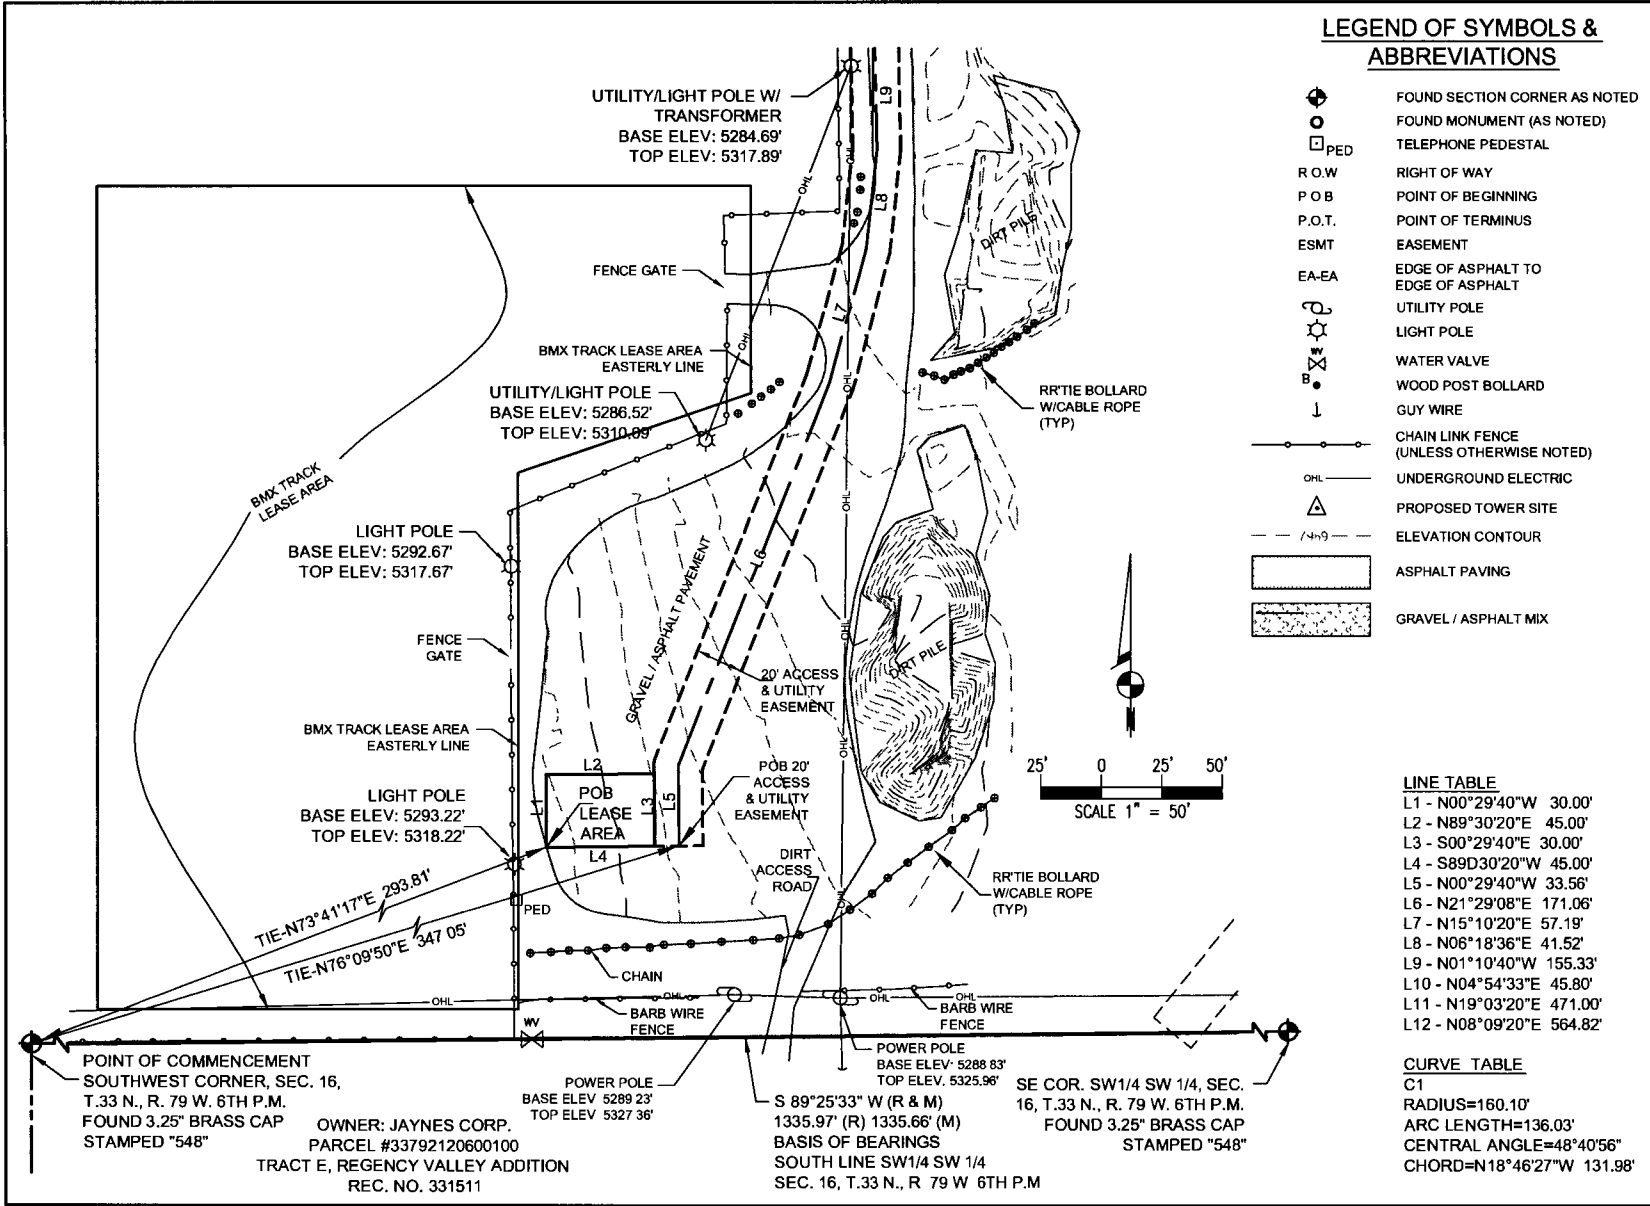 LEGEND OF SYMBOLS &
ABBREVIATIONS
FOUND SECTION CORNER AS NOTED
FOUND MONUMENT (AS NOTED)
PED TELEPHONE PEDESTAL
R O.W RIGHT OF WAY
P O B POINT OF BEGINNING
P.O.T. POINT OF TERMINUS
ESMT EASEMENT
EA-EA EDGE OF ASPHALT TO
EDGE OF ASPHALT
UTILITY POLE
LIGHT POLE
WV WATER VALVE
B WOOD POST BOLLARD
GUY WIRE
CHAIN LINK FENCE
(UNLESS OTHERWISE NOTED)
OHL UNDERGROUND ELECTRIC
PROPOSED TOWER SITE
ELEVATION CONTOUR
ASPHALT PAVING
GRAVEL / ASPHALT MIX
UTILITY/LIGHT POLE W/
TRANSFORMER
BASE ELEV: 5284.69'
TOP ELEV: 5317.89'
L9
OHL
OHL
L8
DIRT PILE
FENCE GATE
L7
OHL
BMX TRACK LEASE AREA
EASTERLY LINE
UTILITY/LIGHT POLE
BASE ELEV: 5286.52'
TOP ELEV: 5310.89'
OHL
RR'TIE BOLLARD
W/CABLE ROPE
(TYP)
BMX TRACK
LEASE AREA
OHL
LIGHT POLE
BASE ELEV: 5292.67'
TOP ELEV: 5317.67'
L6
GRAVEL / ASPHALT PAVEMENT
OHL
DIRT PILE
FENCE
GATE
20' ACCESS
& UTILITY
EASEMENT
BMX TRACK LEASE AREA
EASTERLY LINE
OHL
N
25' 0 25' 50'
SCALE 1" = 50'
L2
POB
LEASE
AREA
L1
L3
L5
L4
POB 20'
ACCESS
& UTILITY
EASEMENT
LIGHT POLE
BASE ELEV: 5293.22'
TOP ELEV: 5318.22'
DIRT
ACCESS
ROAD
OHL
RR'TIE BOLLARD
W/CABLE ROPE
(TYP)
TIE-N73°41'17"E 293.81'
PED
TIE-N76°09'50"E 347 05'
CHAIN
OHL
OHL
OHL
OHL
BARB WIRE
FENCE
BARB WIRE
FENCE
WV
POINT OF COMMENCEMENT
SOUTHWEST CORNER, SEC. 16,
T.33 N., R. 79 W. 6TH P.M.
FOUND 3.25" BRASS CAP
STAMPED "548"
OWNER: JAYNES CORP.
PARCEL #33792120600100
TRACT E, REGENCY VALLEY ADDITION
REC. NO. 331511
POWER POLE
BASE ELEV 5289 23'
TOP ELEV 5327 36'
POWER POLE
BASE ELEV· 5288 83'
TOP ELEV. 5325.96'
S 89°25'33" W (R & M)
1335.97' (R) 1335.66' (M)
BASIS OF BEARINGS
SOUTH LINE SW1/4 SW 1/4
SEC. 16, T.33 N., R 79 W 6TH P.M
SE COR. SW1/4 SW 1/4, SEC.
16, T.33 N., R. 79 W. 6TH P.M.
FOUND 3.25" BRASS CAP
STAMPED "548"
LINE TABLE
L1 - N00°29'40"W 30.00'
L2 - N89°30'20"E 45.00'
L3 - S00°29'40"E 30.00'
L4 - S89D30'20"W 45.00'
L5 - N00°29'40"W 33.56'
L6 - N21°29'08"E 171.06'
L7 - N15°10'20"E 57.19'
L8 - N06°18'36"E 41.52'
L9 - N01°10'40"W 155.33'
L10 - N04°54'33"E 45.80'
L11 - N19°03'20"E 471.00'
L12 - N08°09'20"E 564.82'
CURVE TABLE
C1
RADIUS=160.10'
ARC LENGTH=136.03'
CENTRAL ANGLE=48°40'56"
CHORD=N18°46'27"W 131.98'